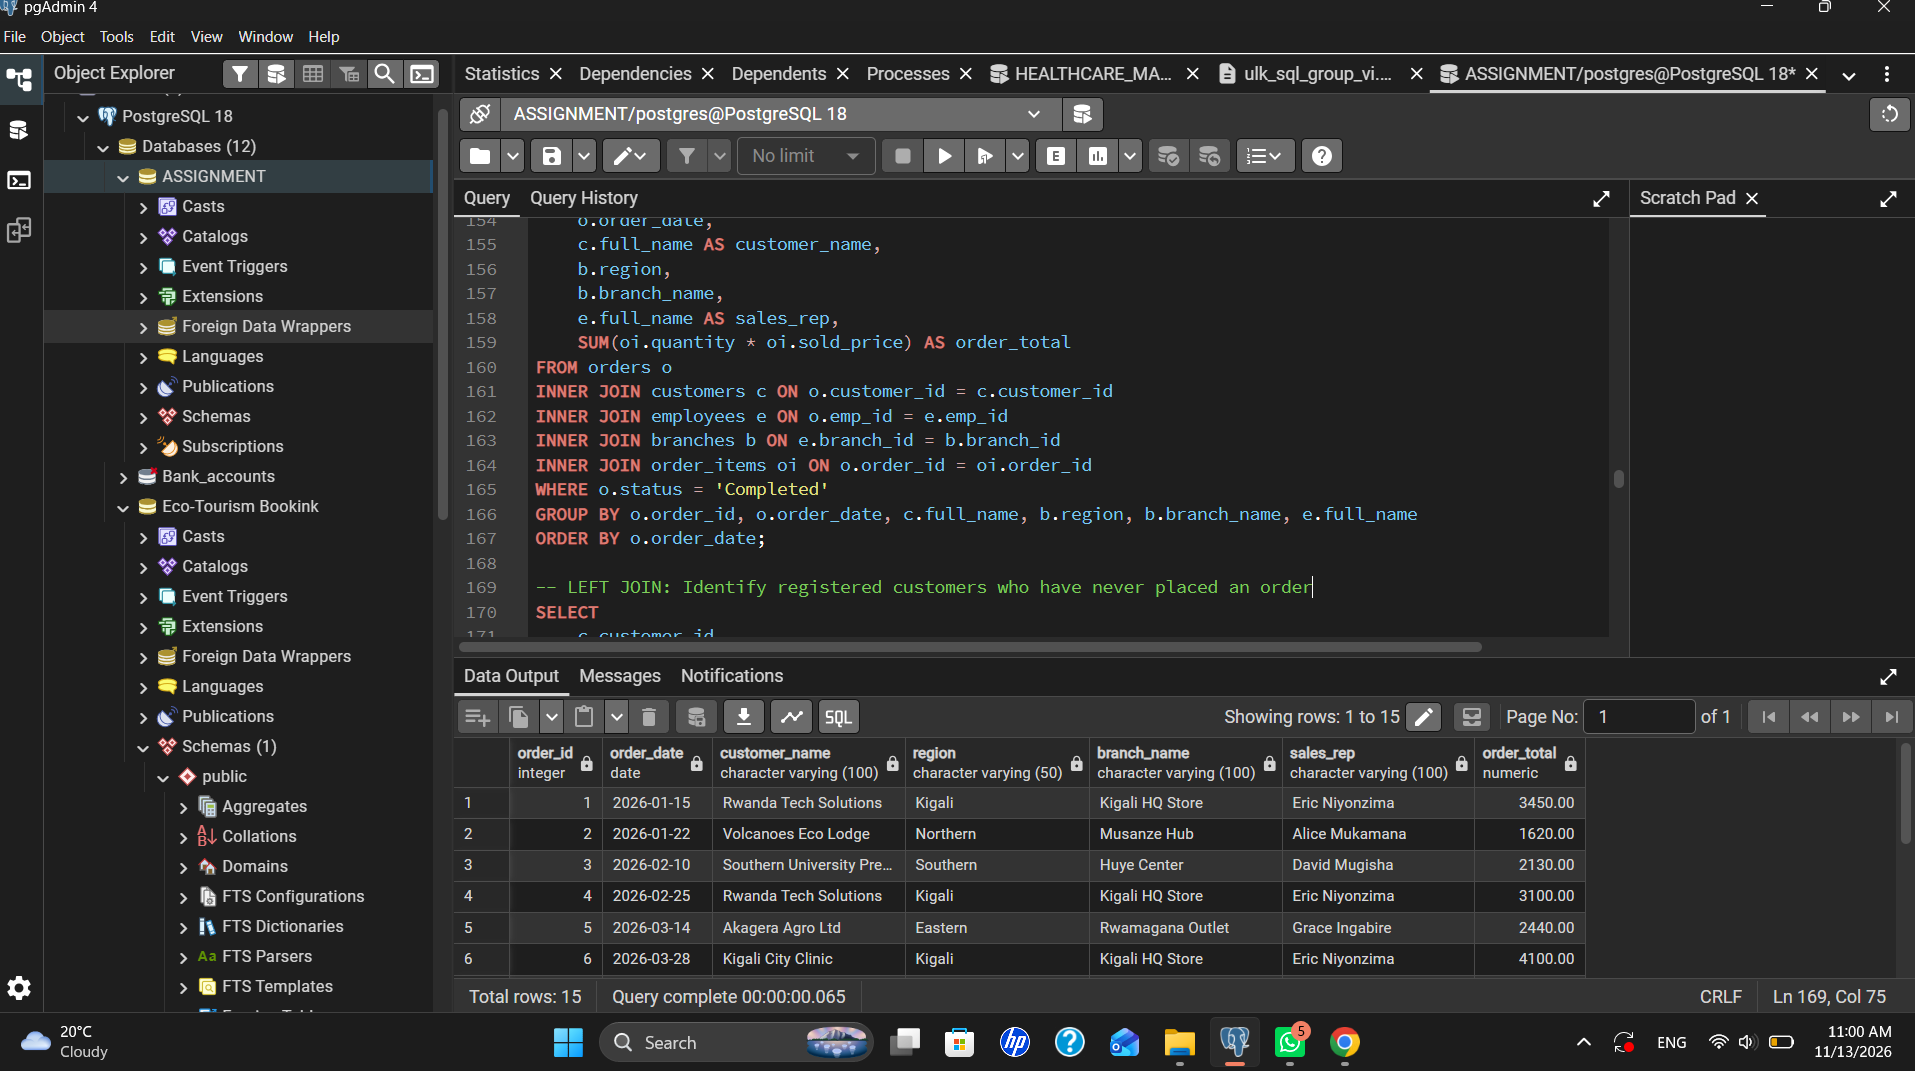 pgAdmin 4
File Object Tools Edit View Window Help
Object Explorer
PostgreSQL 18
Databases (12)
ASSIGNMENT
Casts
Catalogs
Event Triggers
Extensions
Foreign Data Wrappers
Languages
Publications
Schemas
Subscriptions
Bank_accounts
Eco-Tourism Bookink
Casts
Catalogs
Event Triggers
Extensions
Foreign Data Wrappers
Languages
Publications
Schemas (1)
public
Aggregates
Collations
Domains
FTS Configurations
FTS Dictionaries
Aa FTS Parsers
FTS Templates
Statistics Dependencies Dependents Processes HEALTHCARE_MA... ulk_sql_group_vi.... ASSIGNMENT/postgres@PostgreSQL 18*
ASSIGNMENT/postgres@PostgreSQL 18
No limit
E
Query Query History
Scratch Pad
154 o.order_date,
155 c.full_name AS customer_name,
156 b.region,
157 b.branch_name,
158 e.full_name AS sales_rep,
159 SUM(oi.quantity * oi.sold_price) AS order_total
160 FROM orders o
161 INNER JOIN customers c ON o.customer_id = c.customer_id
162 INNER JOIN employees e ON o.emp_id = e.emp_id
163 INNER JOIN branches b ON e.branch_id = b.branch_id
164 INNER JOIN order_items oi ON o.order_id = oi.order_id
165 WHERE o.status = 'Completed'
166 GROUP BY o.order_id, o.order_date, c.full_name, b.region, b.branch_name, e.full_name
167 ORDER BY o.order_date;
168
169 -- LEFT JOIN: Identify registered customers who have never placed an order
170 SELECT
171 c.customer_id
Data Output Messages Notifications
SQL Showing rows: 1 to 15 Page No: 1 of 1
order_id order_date customer_name region branch_name sales_rep order_total
integer date character varying (100) character varying (50) character varying (100) character varying (100) numeric
1 1 2026-01-15 Rwanda Tech Solutions Kigali Kigali HQ Store Eric Niyonzima 3450.00
2 2 2026-01-22 Volcanoes Eco Lodge Northern Musanze Hub Alice Mukamana 1620.00
3 3 2026-02-10 Southern University Pre... Southern Huye Center David Mugisha 2130.00
4 4 2026-02-25 Rwanda Tech Solutions Kigali Kigali HQ Store Eric Niyonzima 3100.00
5 5 2026-03-14 Akagera Agro Ltd Eastern Rwamagana Outlet Grace Ingabire 2440.00
6 6 2026-03-28 Kigali City Clinic Kigali Kigali HQ Store Eric Niyonzima 4100.00
Total rows: 15 Query complete 00:00:00.065 CRLF Ln 169, Col 75
20°C
Cloudy
Search
hp
5
ENG
11:00 AM
11/13/2026